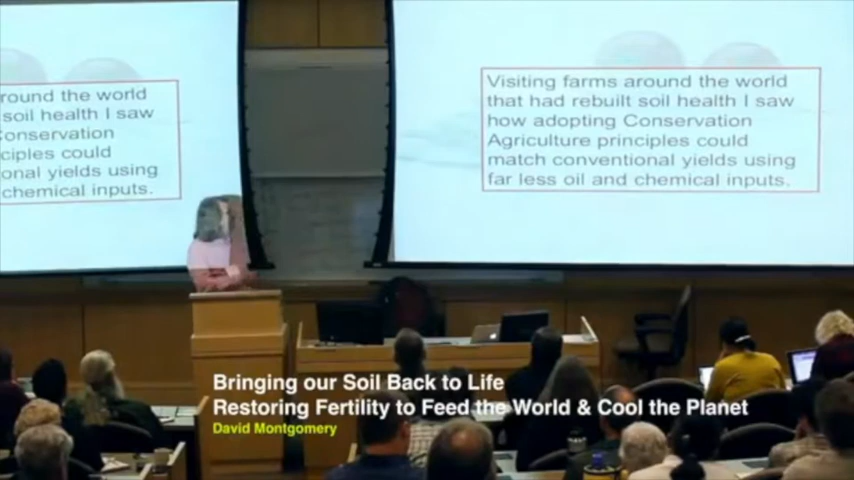 round the world
soil health I saw
Conservation
ciples could
onal yields using
chemical inputs.
Visiting farms around the world
that had rebuilt soil health I saw
how adopting Conservation
Agriculture principles could
match conventional yields using
far less oil and chemical inputs.
Bringing our Soil Back to Life
Restoring Fertility to Feed the World & Cool the Planet
David Montgomery